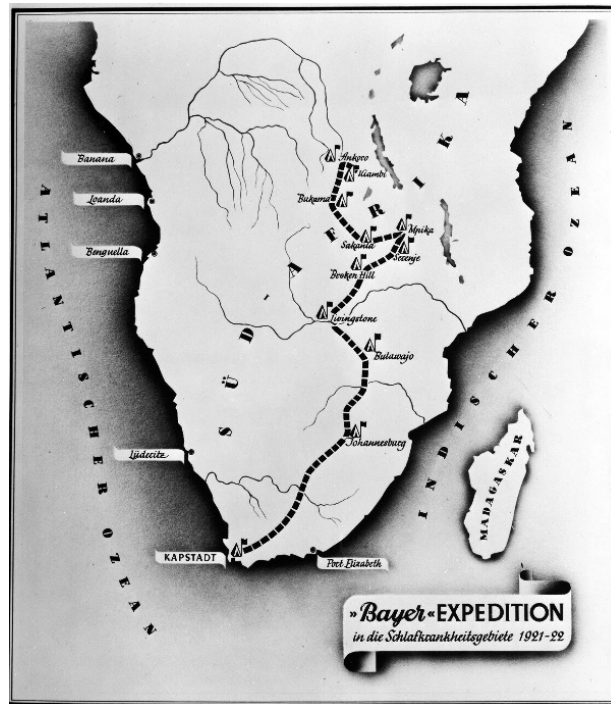 Banana
Loanda
Benguella
Lüderitz
KAPSTADT
Port Elizabeth
Ankoro
Kiambi
Bukama
Sakania
Mpika
Serenje
Broken Hill
Livingstone
Bulawajo
Johannesburg
SÜD-AFRIKA
ATLANTISCHER OZEAN
INDISCHER OZEAN
MADAGASKAR
»Bayer« EXPEDITION
in die Schlafkrankheitsgebiete 1921-22